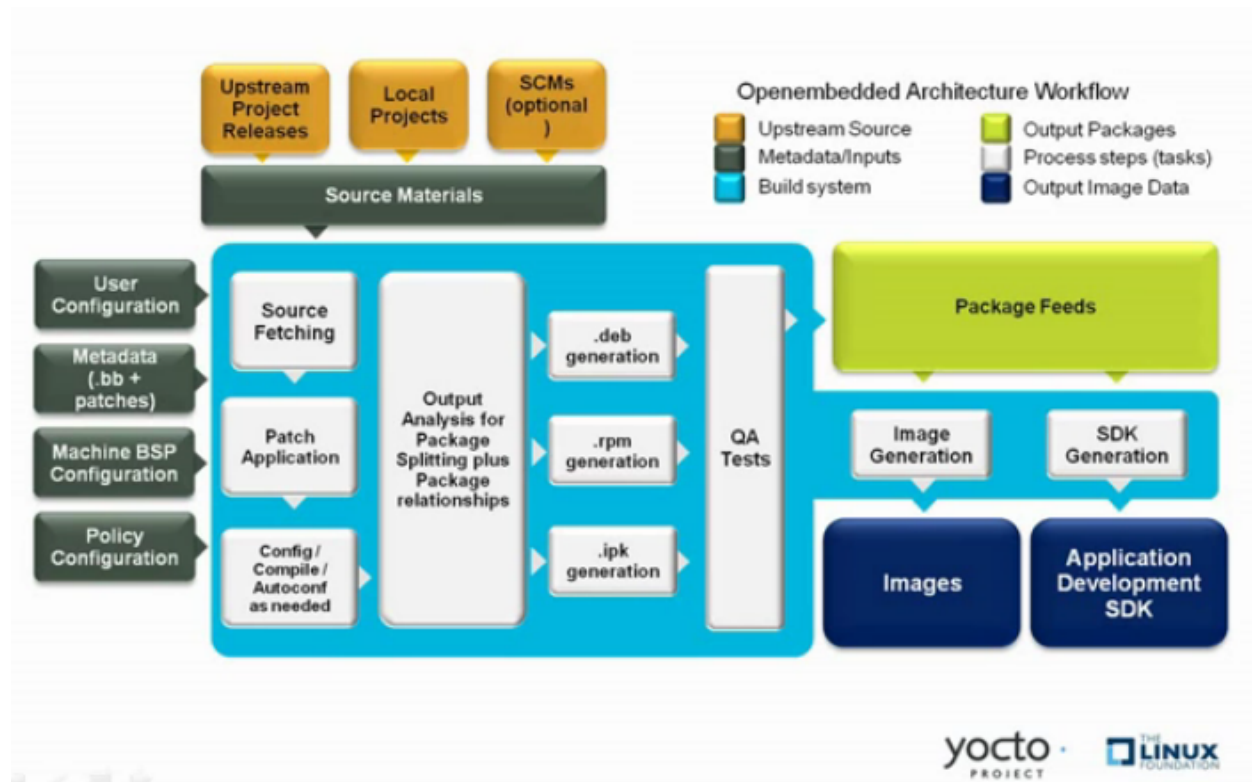 Upstream
Project
Releases
Local
Projects
SCMs
(optional
)
Source Materials
Openembedded Architecture Workflow
Upstream Source
Metadata/Inputs
Build system
Output Packages
Process steps (tasks)
Output Image Data
User
Configuration
Metadata
(.bb +
patches)
Machine BSP
Configuration
Policy
Configuration
Source
Fetching
Patch
Application
Config /
Compile /
Autoconf
as needed
Output
Analysis for
Package
Splitting plus
Package
relationships
.deb
generation
.rpm
generation
.ipk
generation
QA
Tests
Package Feeds
Image
Generation
SDK
Generation
Images
Application
Development
SDK
yocto
PROJECT
THE
LINUX
FOUNDATION